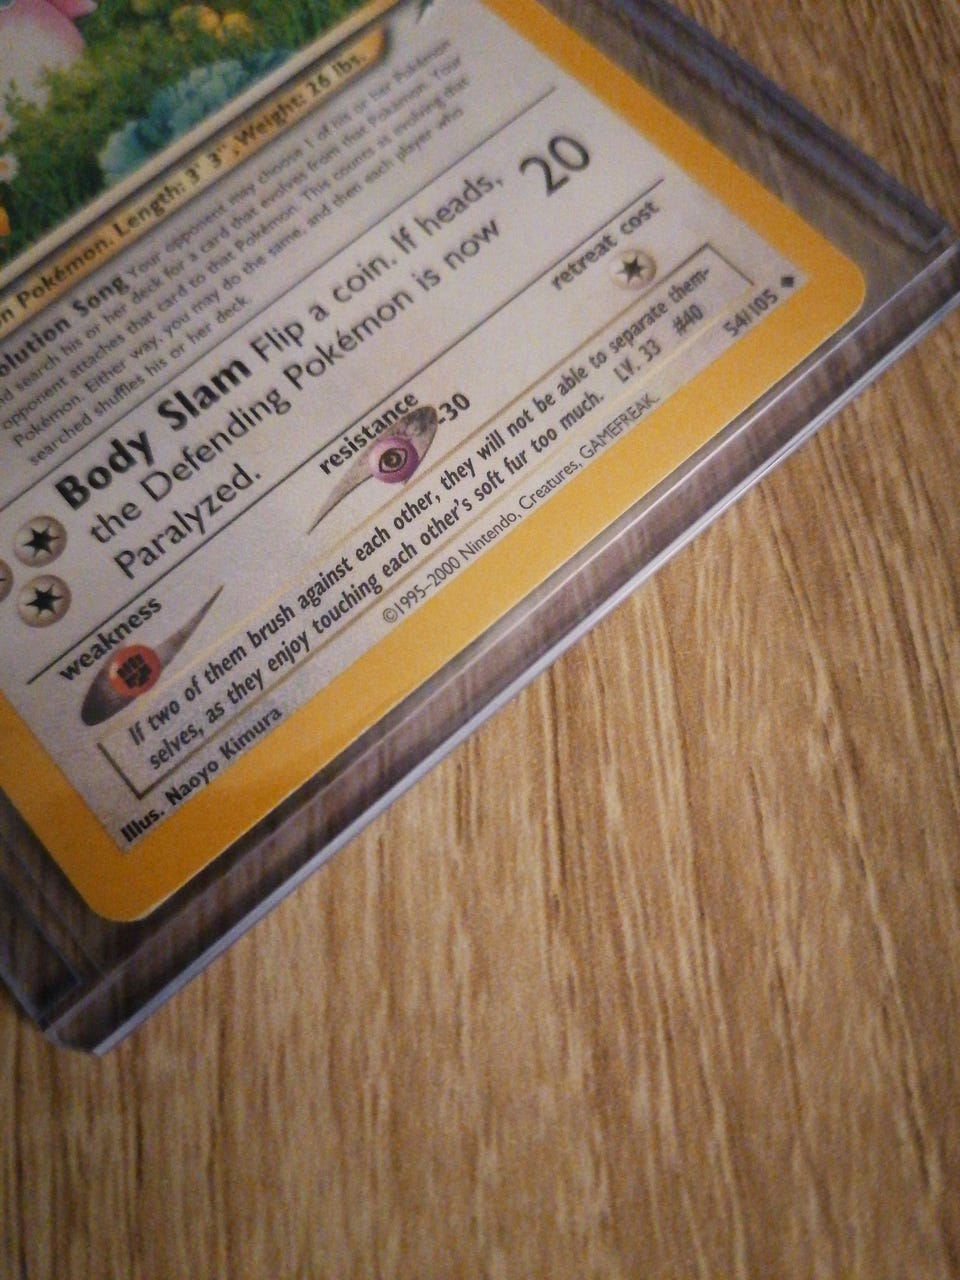 on Pokémon. Length: 3' 3", Weight: 26 lbs.
olution Song Your opponent may choose 1 of his or her Pokémon
nd search his or her deck for a card that evolves from that Pokémon. Your
opponent attaches that card to that Pokémon. This counts as evolving that
Pokémon. Either way, you may do the same, and then each player who
searched shuffles his or her deck.
Body Slam Flip a coin. If heads,
the Defending Pokémon is now
Paralyzed.
20
weakness
resistance
-30
retreat cost
If two of them brush against each other, they will not be able to separate them-
selves, as they enjoy touching each other's soft fur too much. LV. 33 #40
Illus. Naoyo Kimura
©1995–2000 Nintendo, Creatures, GAMEFREAK.
54/105 ◆